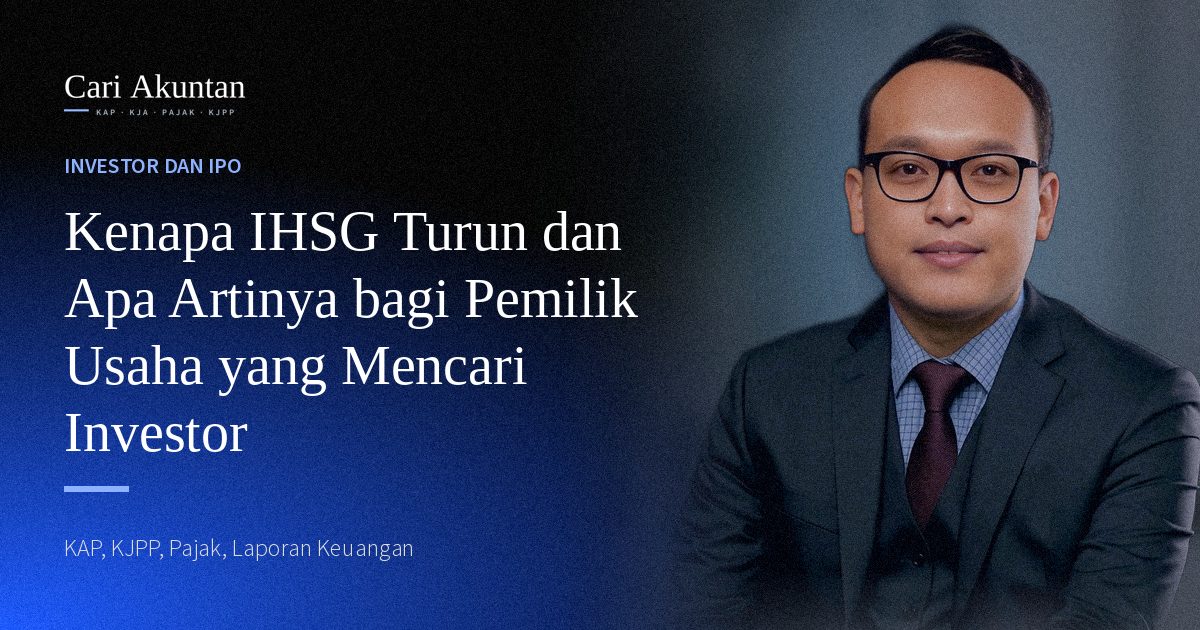 Cari Akuntan
KAP · KJA · PAJAK · KJPP
INVESTOR DAN IPO
Kenapa IHSG Turun dan
Apa Artinya bagi Pemilik
Usaha yang Mencari
Investor
KAP, KJPP, Pajak, Laporan Keuangan